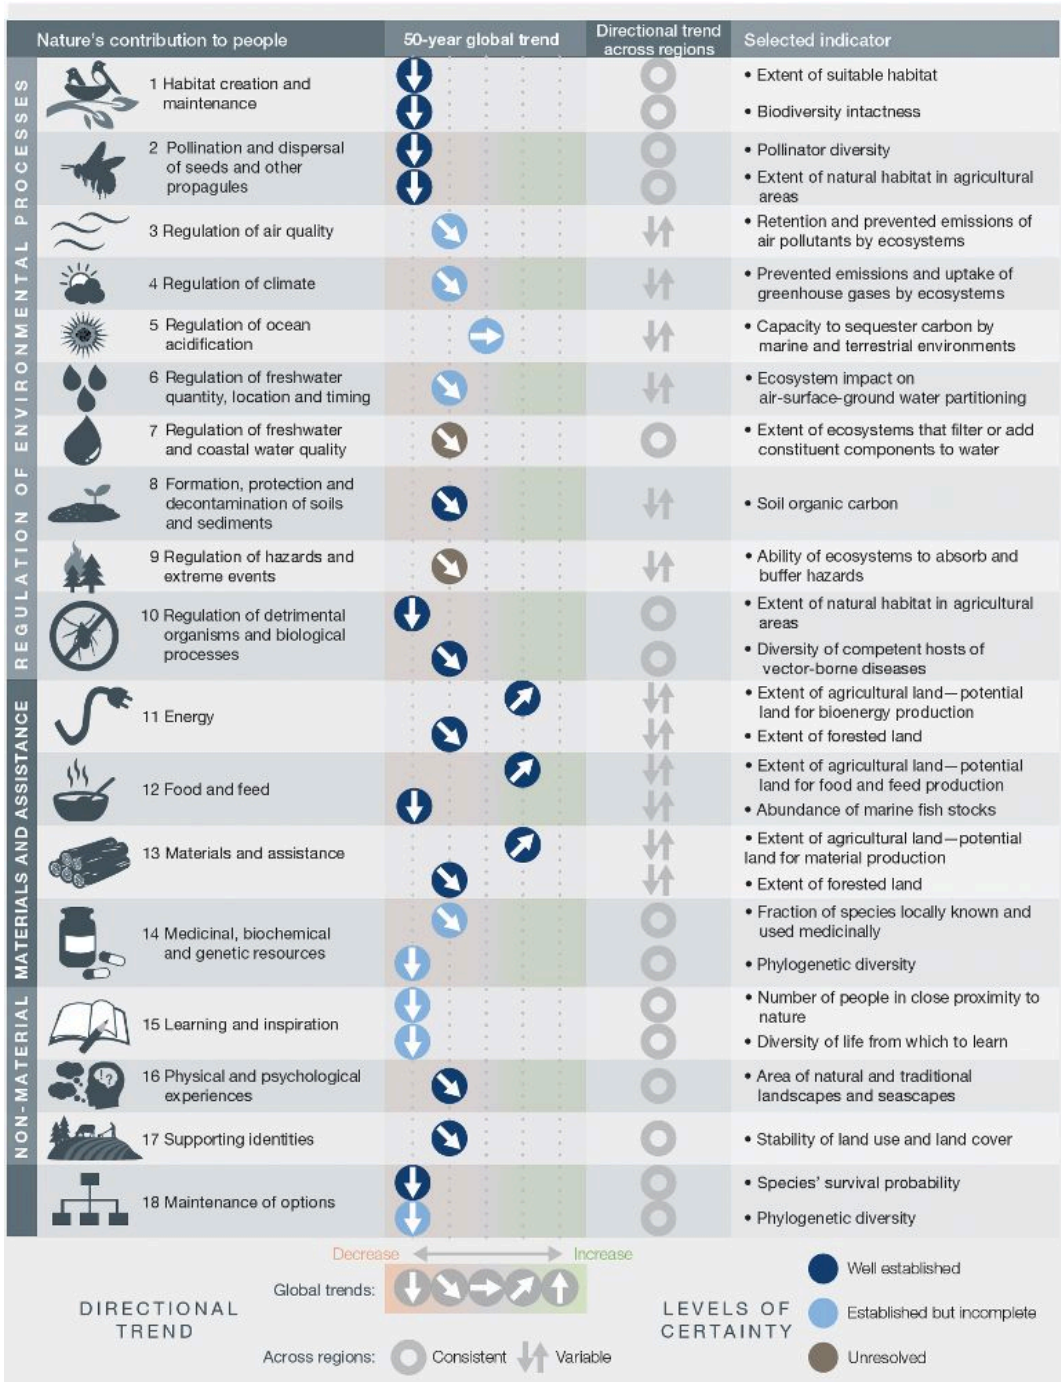 Nature's contribution to people
50-year global trend
Directional trend
across regions
Selected indicator
REGULATION OF ENVIRONMENTAL PROCESSES
1 Habitat creation and
maintenance
• Extent of suitable habitat
• Biodiversity intactness
2 Pollination and dispersal
of seeds and other
propagules
• Pollinator diversity
• Extent of natural habitat in agricultural
areas
3 Regulation of air quality
• Retention and prevented emissions of
air pollutants by ecosystems
4 Regulation of climate
• Prevented emissions and uptake of
greenhouse gases by ecosystems
5 Regulation of ocean
acidification
• Capacity to sequester carbon by
marine and terrestrial environments
6 Regulation of freshwater
quantity, location and timing
• Ecosystem impact on
air-surface-ground water partitioning
7 Regulation of freshwater
and coastal water quality
• Extent of ecosystems that filter or add
constituent components to water
8 Formation, protection and
decontamination of soils
and sediments
• Soil organic carbon
9 Regulation of hazards and
extreme events
• Ability of ecosystems to absorb and
buffer hazards
10 Regulation of detrimental
organisms and biological
processes
• Extent of natural habitat in agricultural
areas
• Diversity of competent hosts of
vector-borne diseases
MATERIALS AND ASSISTANCE
11 Energy
• Extent of agricultural land—potential
land for bioenergy production
• Extent of forested land
12 Food and feed
• Extent of agricultural land—potential
land for food and feed production
• Abundance of marine fish stocks
13 Materials and assistance
• Extent of agricultural land—potential
land for material production
• Extent of forested land
14 Medicinal, biochemical
and genetic resources
• Fraction of species locally known and
used medicinally
• Phylogenetic diversity
NON-MATERIAL
15 Learning and inspiration
• Number of people in close proximity to
nature
• Diversity of life from which to learn
16 Physical and psychological
experiences
!?
• Area of natural and traditional
landscapes and seascapes
17 Supporting identities
• Stability of land use and land cover
18 Maintenance of options
• Species' survival probability
• Phylogenetic diversity
Decrease
Increase
Global trends:
DIRECTIONAL
TREND
Across regions:
Consistent
Variable
LEVELS OF
CERTAINTY
Well established
Established but incomplete
Unresolved